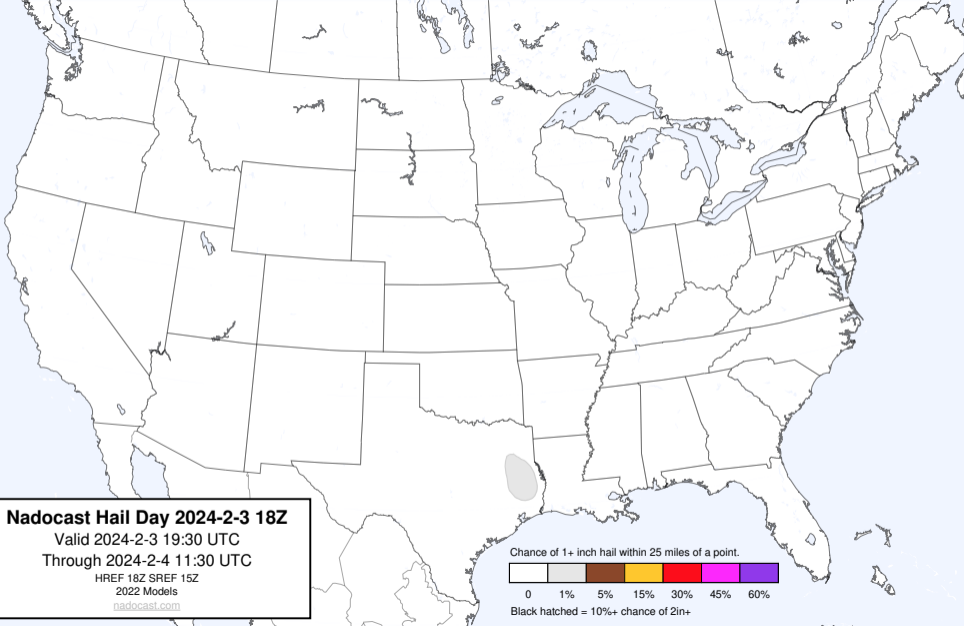 Nadocast Hail Day 2024-2-3 18Z
Valid 2024-2-3 19:30 UTC
Through 2024-2-4 11:30 UTC
HREF 18Z SREF 15Z
2022 Models
nadocast.com
Chance of 1+ inch hail within 25 miles of a point.
0 1% 5% 15% 30% 45% 60%
Black hatched = 10%+ chance of 2in+